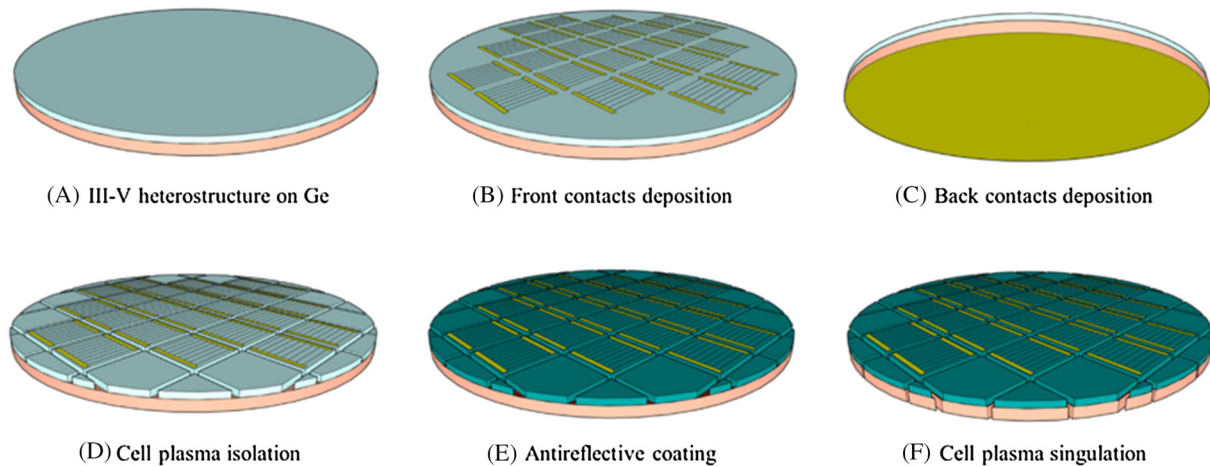 (A) III-V heterostructure on Ge
(B) Front contacts deposition
(C) Back contacts deposition
(D) Cell plasma isolation
(E) Antireflective coating
(F) Cell plasma singulation